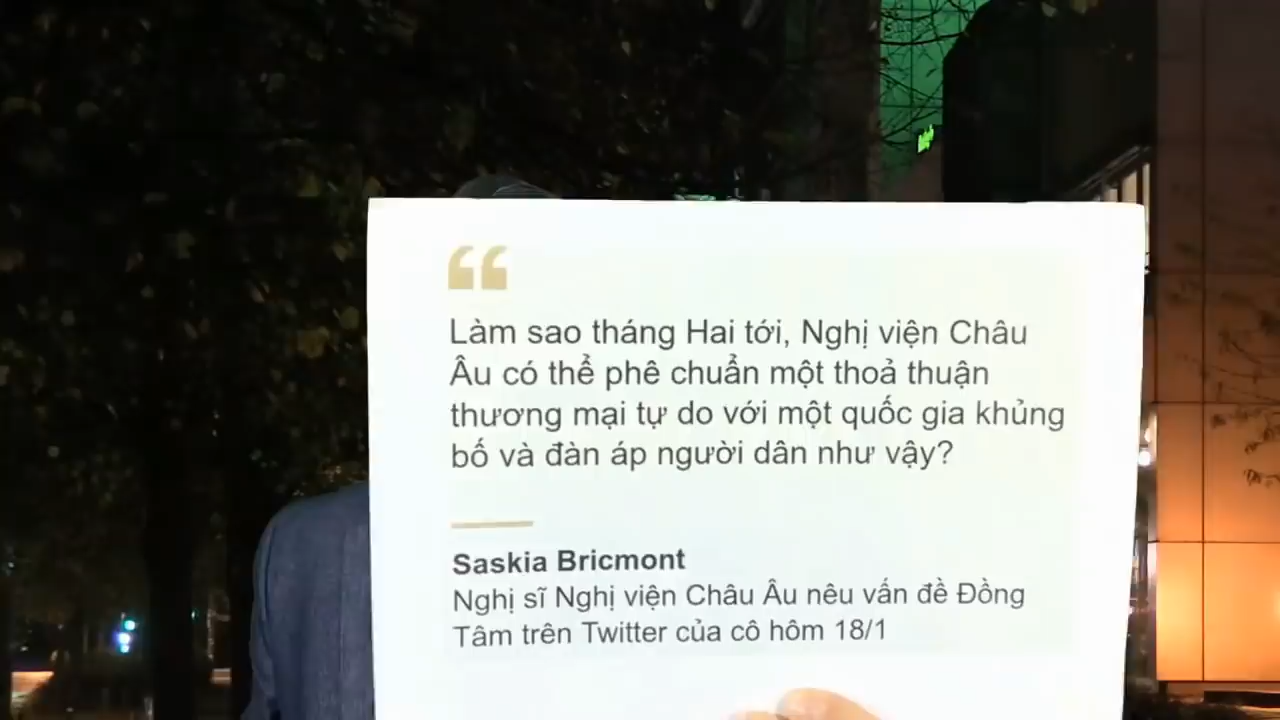 “
Làm sao tháng Hai tới, Nghị viện Châu
Âu có thể phê chuẩn một thoả thuận
thương mại tự do với một quốc gia khủng
bố và đàn áp người dân như vậy?
Saskia Bricmont
Nghị sĩ Nghị viện Châu Âu nêu vấn đề Đồng
Tâm trên Twitter của cô hôm 18/1